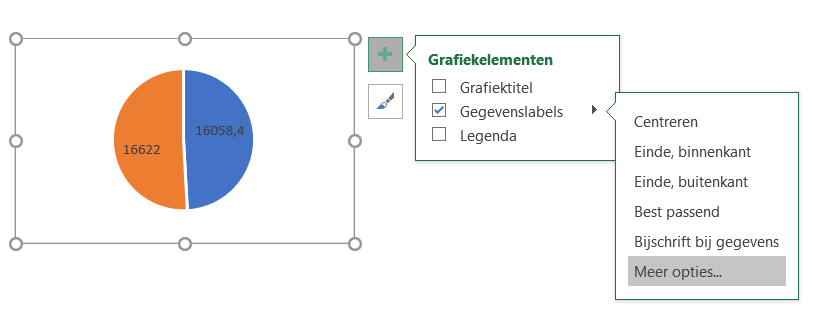 16058,4
16622
Grafiekelementen
Grafiektitel
Gegevenslabels
Legenda
Centreren
Einde, binnenkant
Einde, buitenkant
Best passend
Bijschrift bij gegevens
Meer opties...